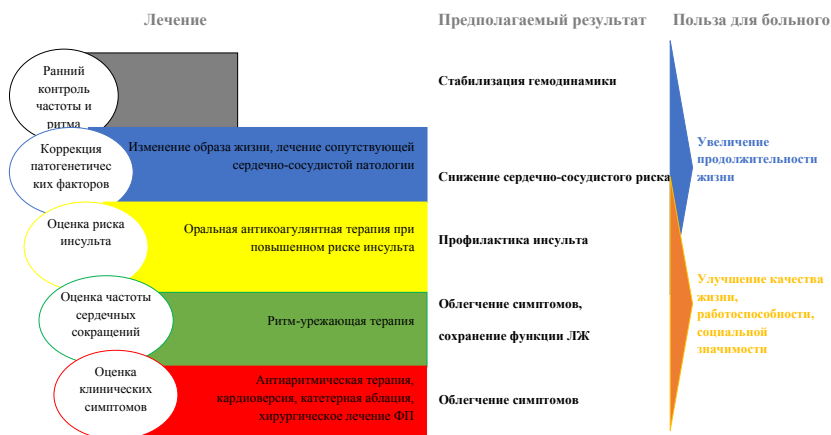 Лечение
Предполагаемый результат
Польза для больного
Ранний
контроль
частоты и
ритма
Стабилизация гемодинамики
Коррекция
патогенетичес
ких факторов
Изменение образа жизни, лечение сопутствующей
сердечно-сосудистой патологии
Снижение сердечно-сосудистого риска
Увеличение
продолжительности
жизни
Оценка риска
инсульта
Оральная антикоагулянтная терапия при
повышенном риске инсульта
Профилактика инсульта
Оценка частоты
сердечных
сокращений
Ритм-урежающая терапия
Облегчение симптомов,
сохранение функции ЛЖ
Улучшение качества
жизни,
работоспособности,
социальной
значимости
Оценка
клинических
симптомов
Антиаритмическая терапия,
кардиоверсия, катетерная аблация,
хирургическое лечение ФП
Облегчение симптомов